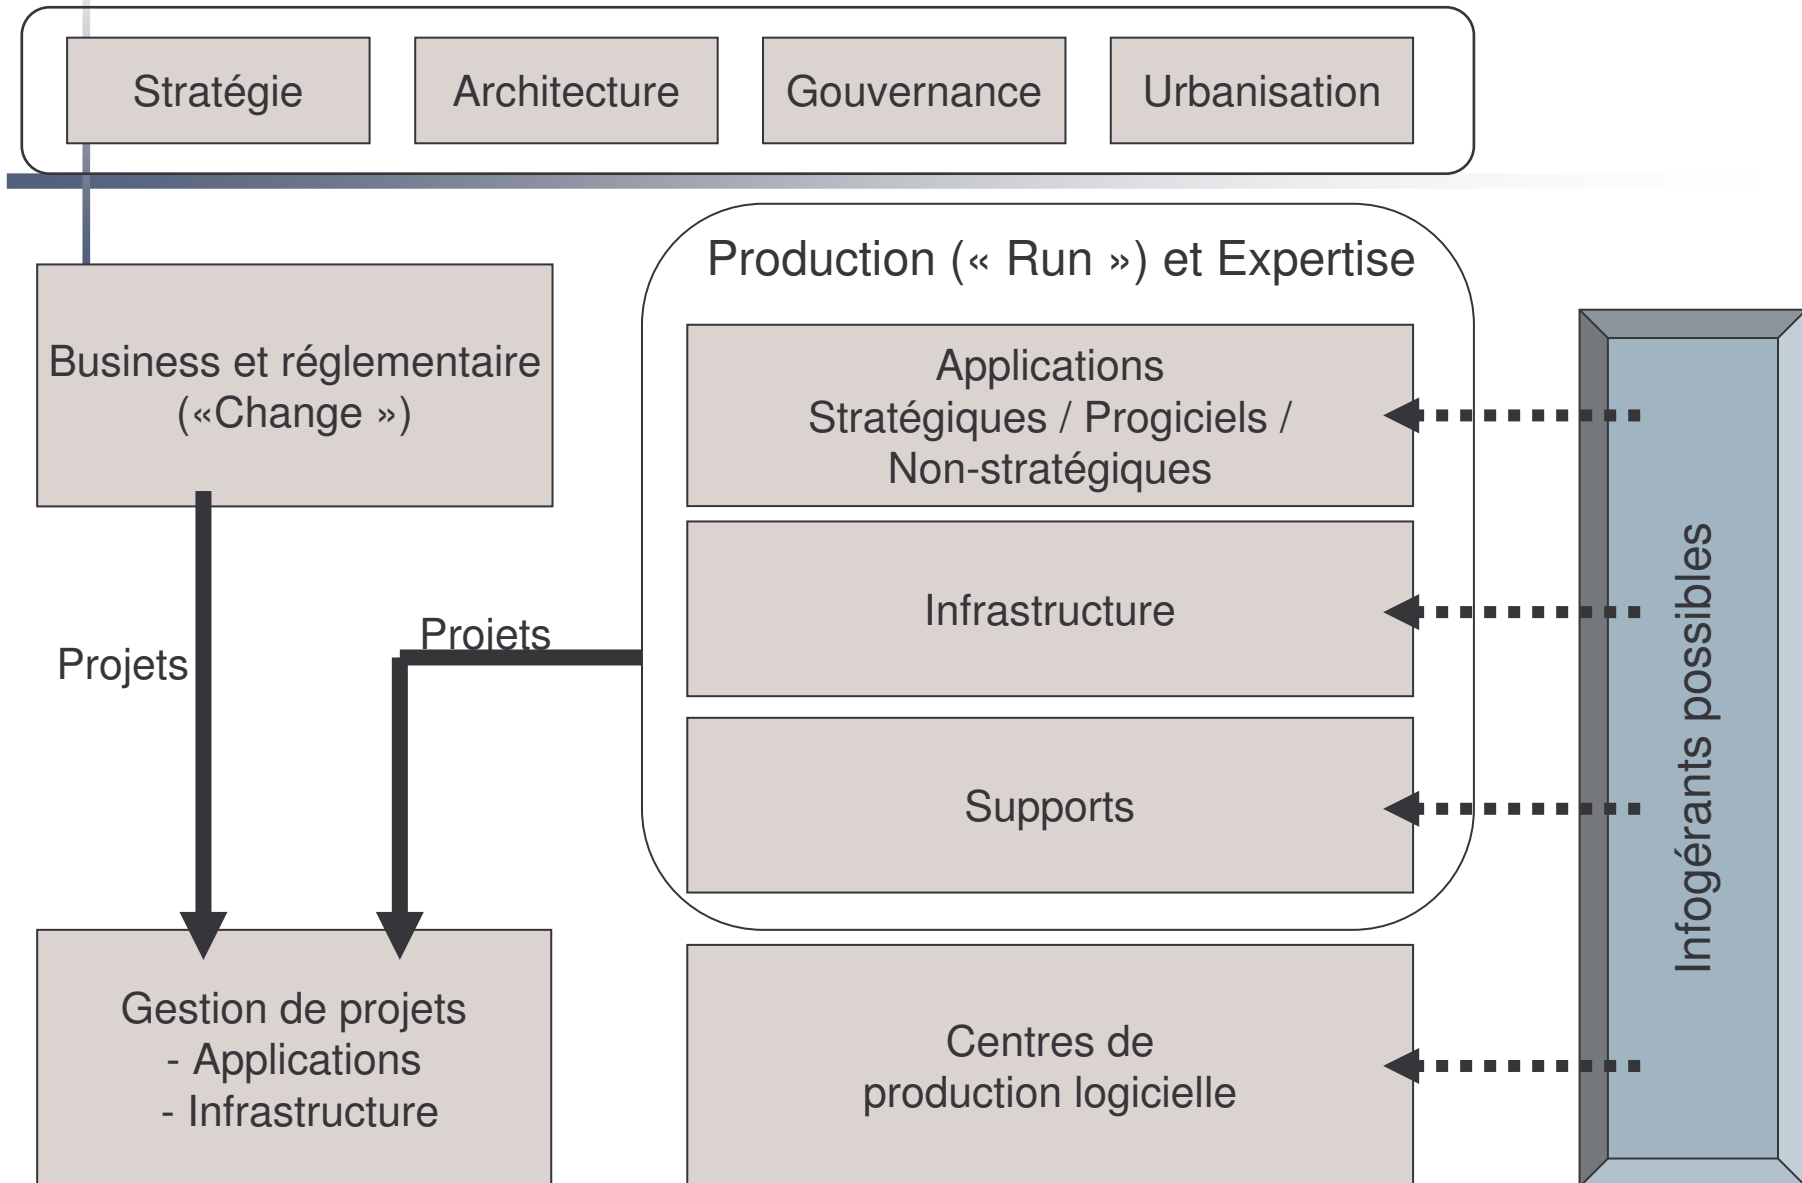 Stratégie
Architecture
Gouvernance
Urbanisation
Production (« Run ») et Expertise
Business et réglementaire
(«Change »)
Applications
Stratégiques / Progiciels /
Non-stratégiques
Infrastructure
Projets
Projets
Supports
Infogérants possibles
Gestion de projets
- Applications
- Infrastructure
Centres de
production logicielle